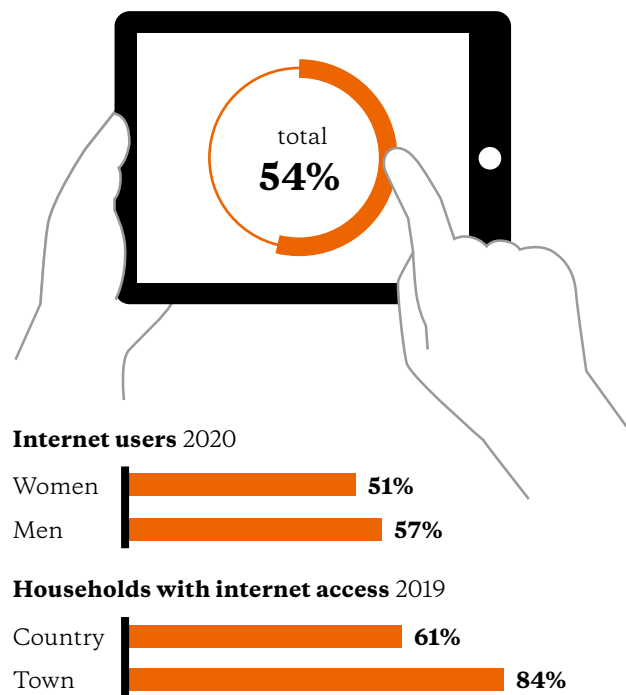 total
54%
Internet users 2020
Women 51%
Men 57%
Households with internet access 2019
Country 61%
Town 84%